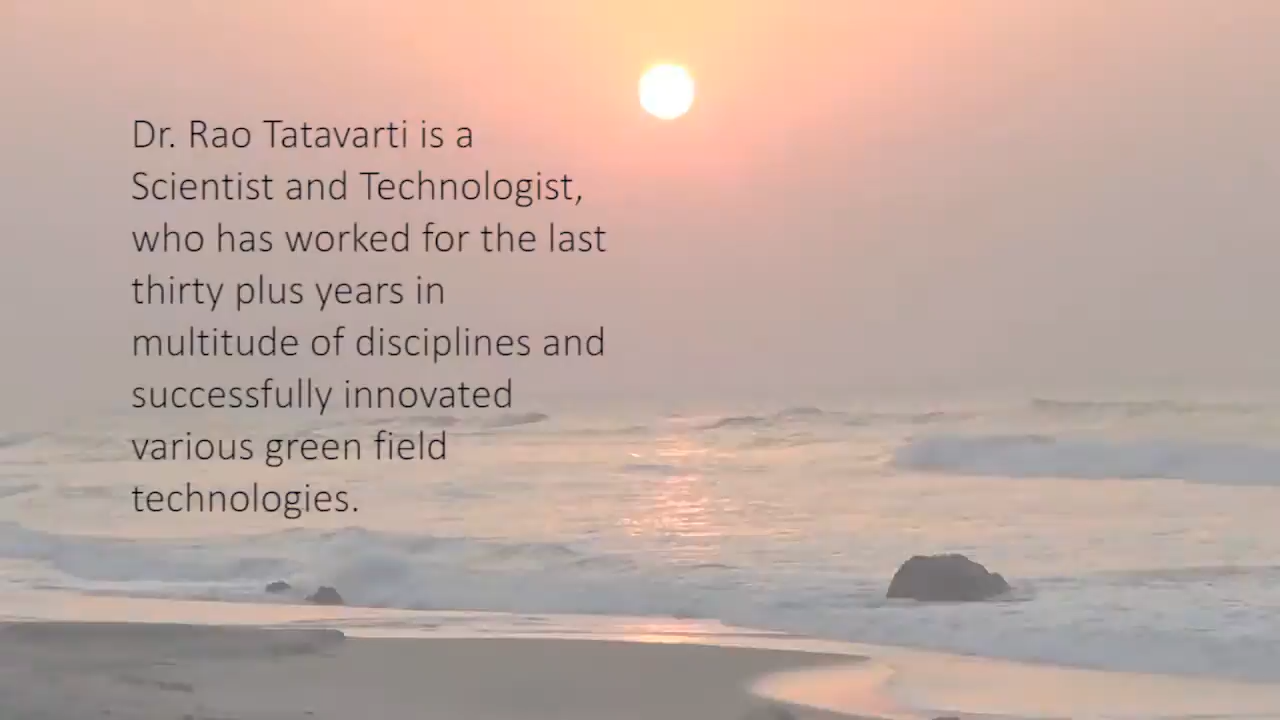 Dr. Rao Tatavarti is a
Scientist and Technologist,
who has worked for the last
thirty plus years in
multitude of disciplines and
successfully innovated
various green field
technologies.